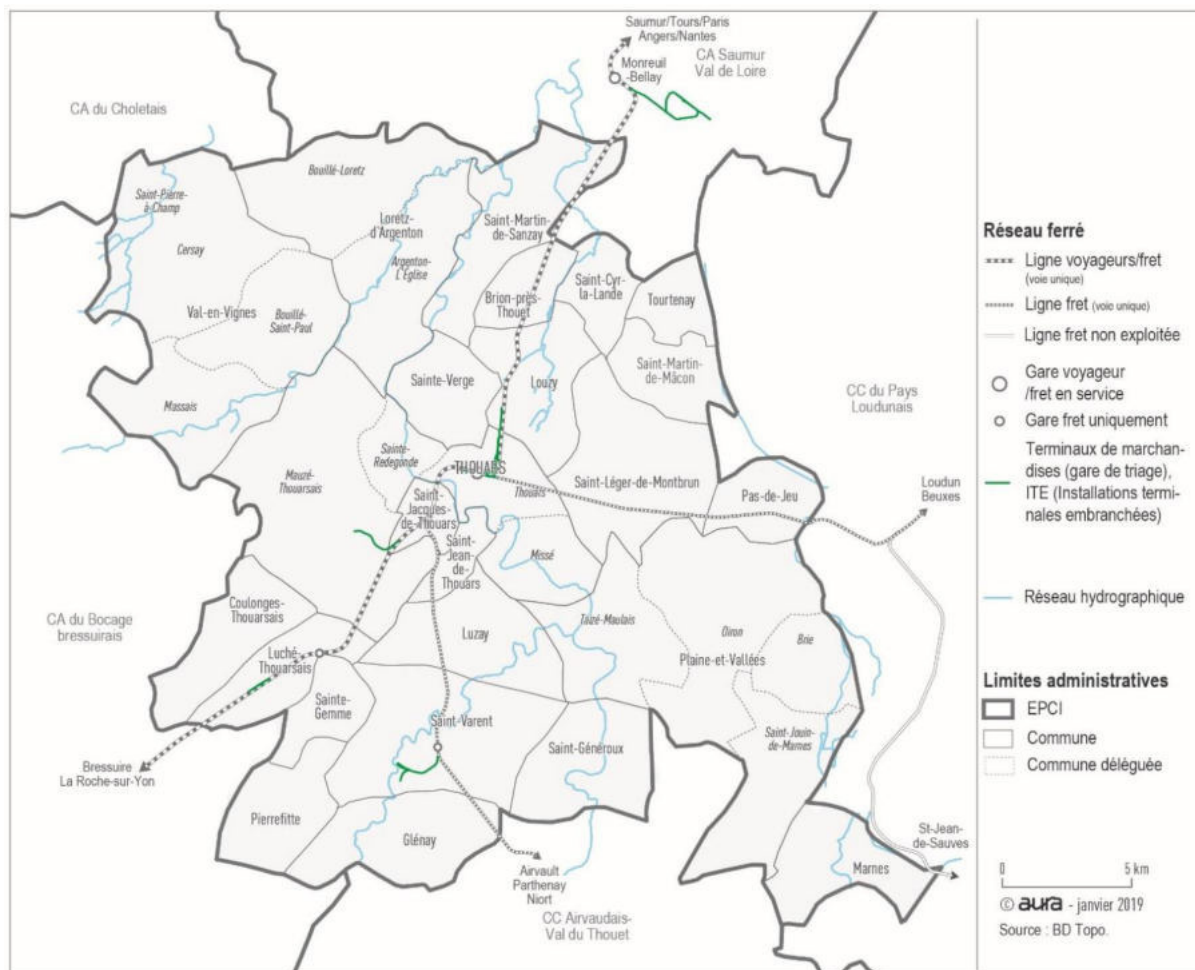 Saumur/Tours/Paris
Angers/Nantes
CA Saumur
Val de Loire
Monreuil
-Bellay
CA du Choletais
Bouillé-Loretz
Saint-Pierre-
à-Champ
Loretz-
d'Argenton
Saint-Martin-
de-Sanzay
Cersay
Argenton-
L'Église
Saint-Cyr-
la-Lande
Brion-près-
Thouet
Tourtenay
Val-en-Vignes
Bouillé-
Saint-Paul
Saint-Martin-
de-Mâcon
Sainte-Verge
Louzy
Massais
CC du Pays
Loudunais
Sainte-
Radegonde
THOUARS
Mauzé-
Thouarsais
Thouars
Saint-Léger-de-Montbrun
Pas-de-Jeu
Loudun
Beuxes
Saint-
Jacques-
de-Thouars
Saint-
Jean-
de-
Thouars
Missé
Coulonges-
Thouarsais
CA du Bocage
bressuirais
Luzay
Taizé-Maulais
Oiron
Brie
Plaine-et-Vallées
Luché-
Thouarsais
Sainte-
Gemme
Saint-Varent
Saint-Généroux
Saint-Jouin-
de-Marnes
Bressuire
La Roche-sur-Yon
Pierrefitte
Glénay
St-Jean-
de-Sauves
Marnes
Airvault
Parthenay
Niort
CC Airvaudais-
Val du Thouet
Réseau ferré
Ligne voyageurs/fret
(voie unique)
Ligne fret (voie unique)
Ligne fret non exploitée
Gare voyageur
/fret en service
Gare fret uniquement
Terminaux de marchan-
dises (gare de triage),
ITE (Installations termi-
nales embranchées)
Réseau hydrographique
Limites administratives
EPCI
Commune
Commune déléguée
0 5 km
© aura - janvier 2019
Source : BD Topo.